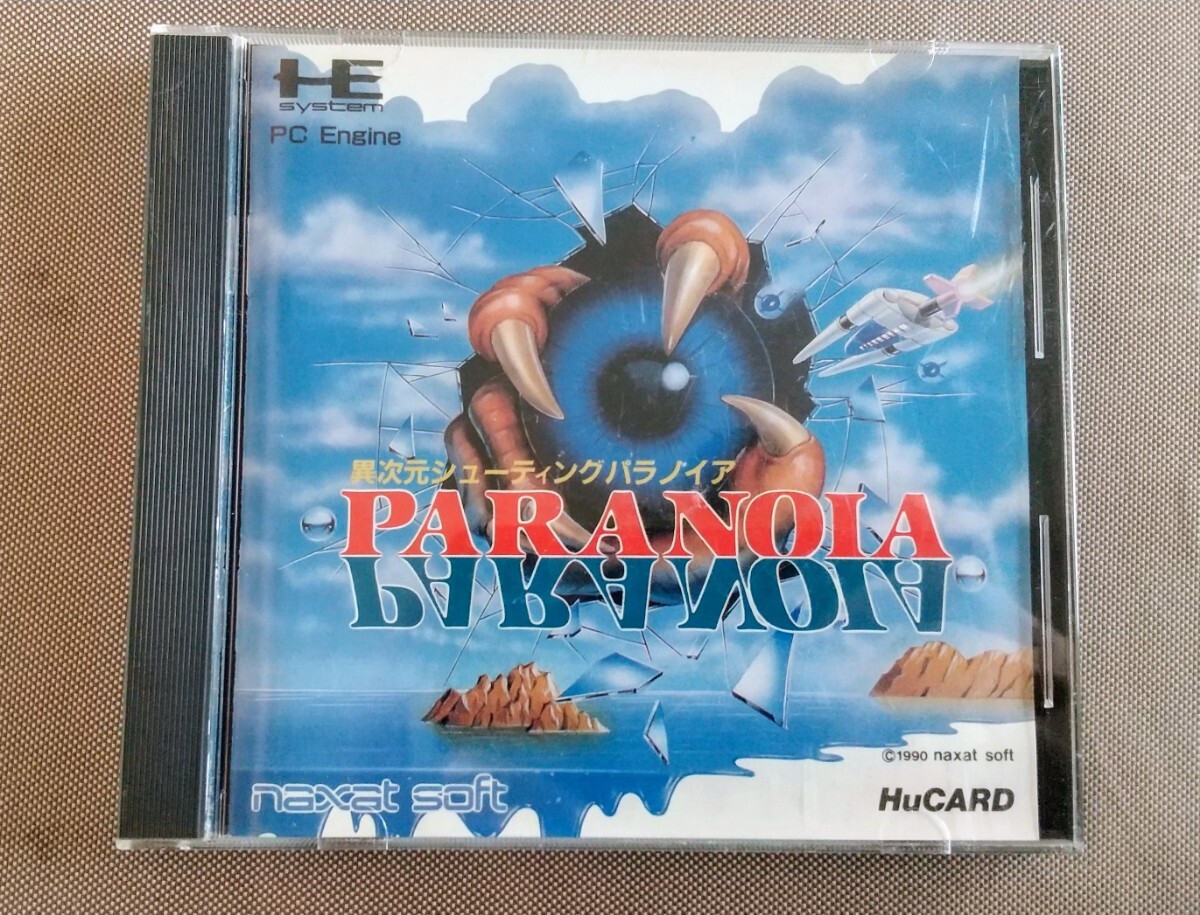 HE
system
PC Engine
異次元シューティングパラノイア
PARANOIA
PARANOIA
©1990 naxat soft
naxat soft
HuCARD